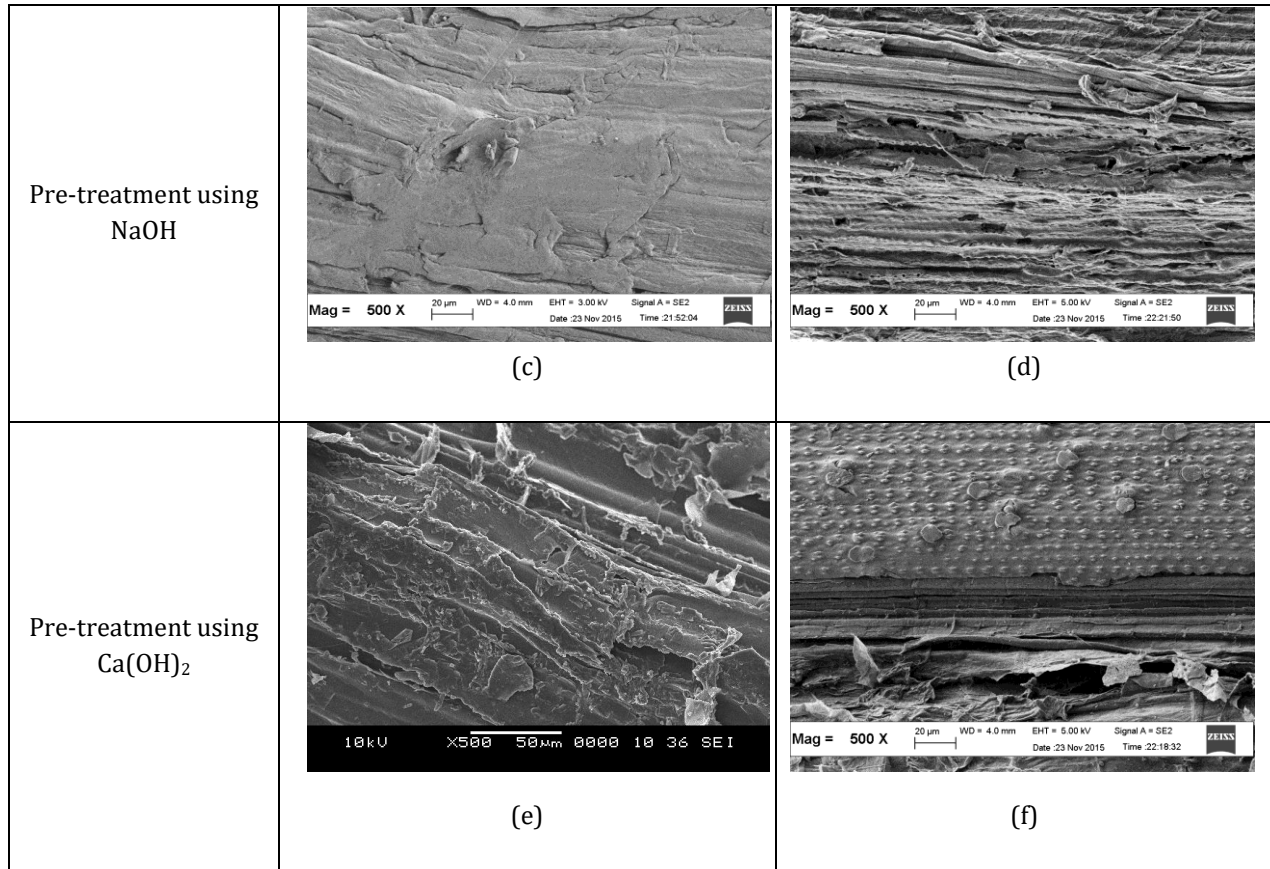 Pre-treatment using
NaOH
Mag = 500 X
20 µm
WD = 4.0 mm
EHT = 3.00 kV
Signal A = SE2
Date :23 Nov 2015
Time :21:52:04
ZEISS
(c)
Mag = 500 X
20 µm
WD = 4.0 mm
EHT = 5.00 kV
Signal A = SE2
Date :23 Nov 2015
Time :22:21:50
ZEISS
(d)
Pre-treatment using
Ca(OH)₂
10kV X500 50µm 0000 10 36 SEI
(e)
Mag = 500 X
20 µm
WD = 4.0 mm
EHT = 5.00 kV
Signal A = SE2
Date :23 Nov 2015
Time :22:18:32
ZEISS
(f)